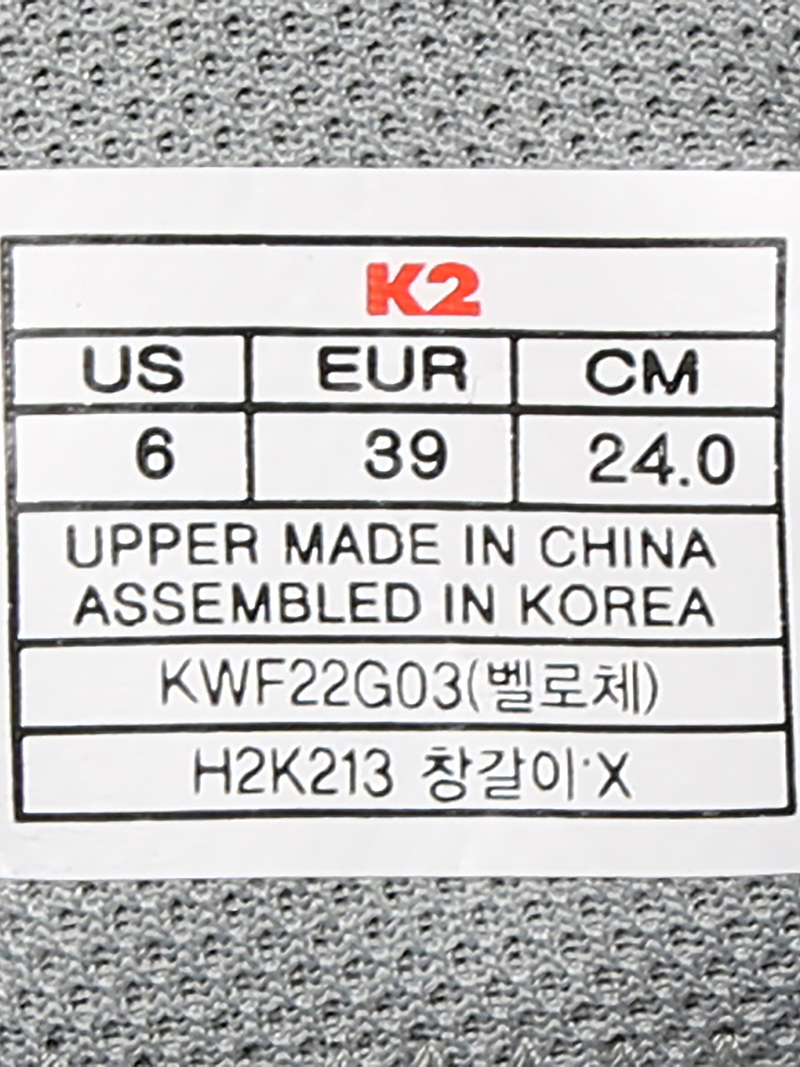 K2
US EUR CM
6 39 24.0
UPPER MADE IN CHINA
ASSEMBLED IN KOREA
KWF22G03(벨로체)
H2K213 창갈이·X